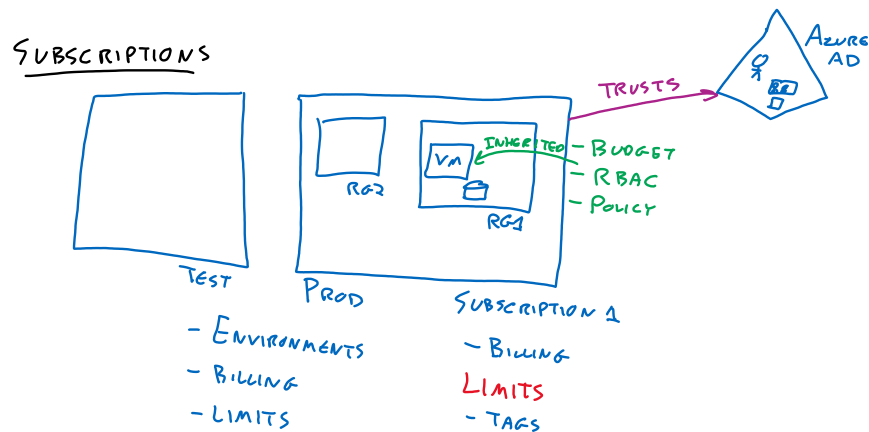 SUBSCRIPTIONS
AZURE
AD
TRUSTS
INHERITED
- BUDGET
- RBAC
- POLICY
VM
RG2
RG1
TEST
PROD
SUBSCRIPTION 1
- ENVIRONMENTS
- BILLING
- LIMITS
- BILLING
LIMITS
- TAGS